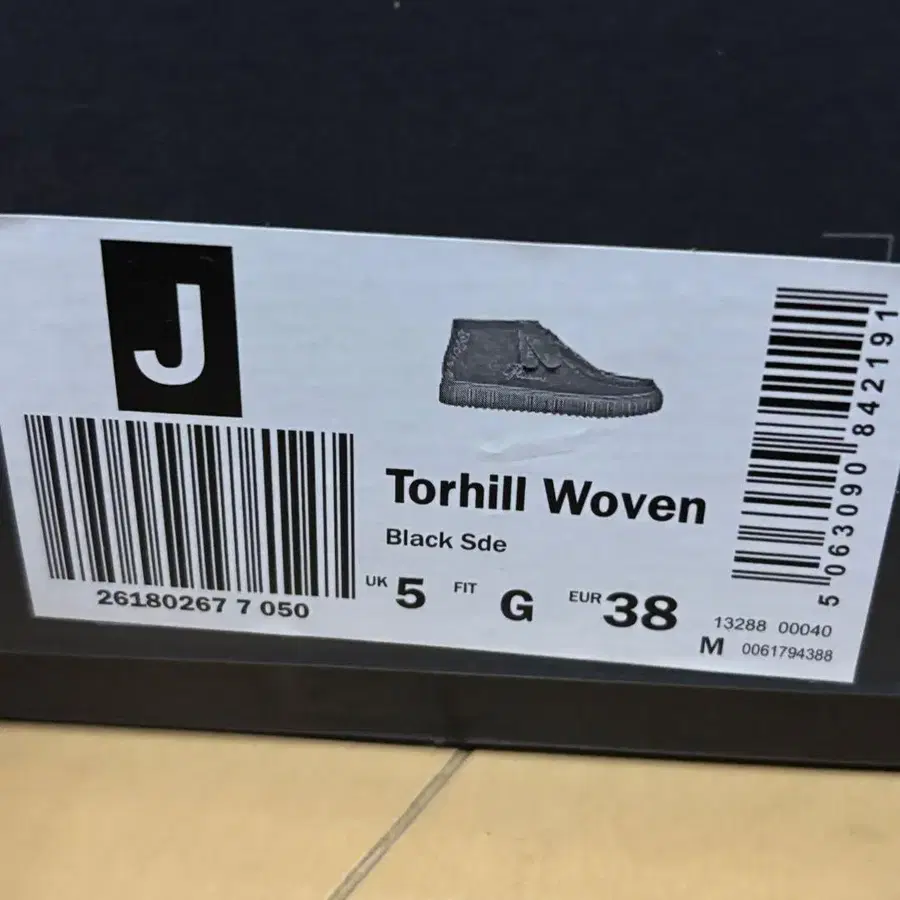 J
26180267 7 050
Torhill Woven
Black Sde
UK 5 FIT G EUR 38
13288 00040
M 0061794388
5 063090 842191